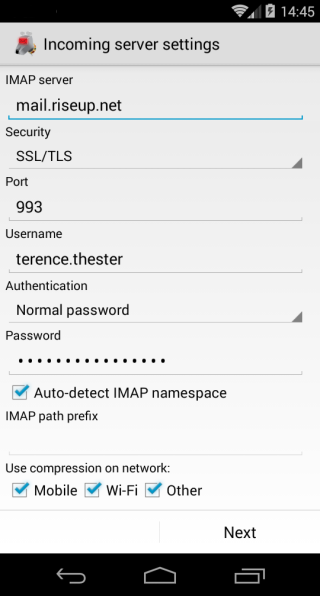 14:45
Incoming server settings
IMAP server
mail.riseup.net
Security
SSL/TLS
Port
993
Username
terence.thester
Authentication
Normal password
Password
••••••••••••••••
Auto-detect IMAP namespace
IMAP path prefix
Use compression on network:
Mobile Wi-Fi Other
Next